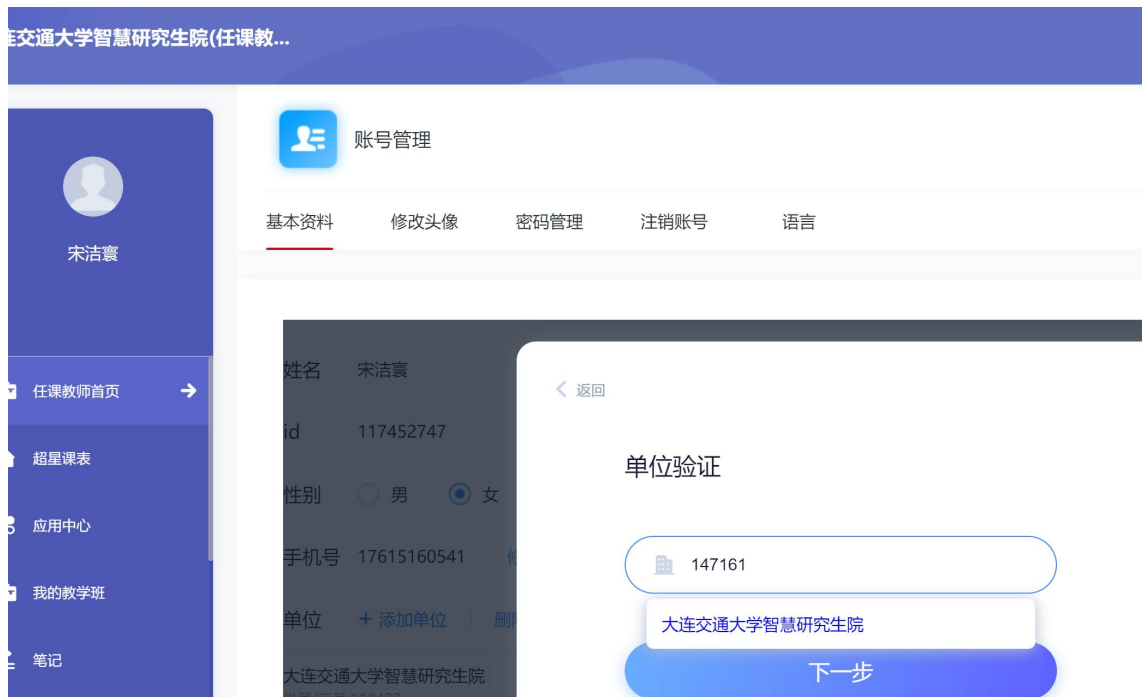 连交通大学智慧研究生院(任课教...
账号管理
基本资料 修改头像 密码管理 注销账号 语言
宋洁寰
任课教师首页
超星课表
应用中心
我的教学班
笔记
姓名 宋洁寰
id 117452747
性别 男 女
手机号 17615160541
单位 + 添加单位
大连交通大学智慧研究生院
返回
单位验证
147161
大连交通大学智慧研究生院
下一步